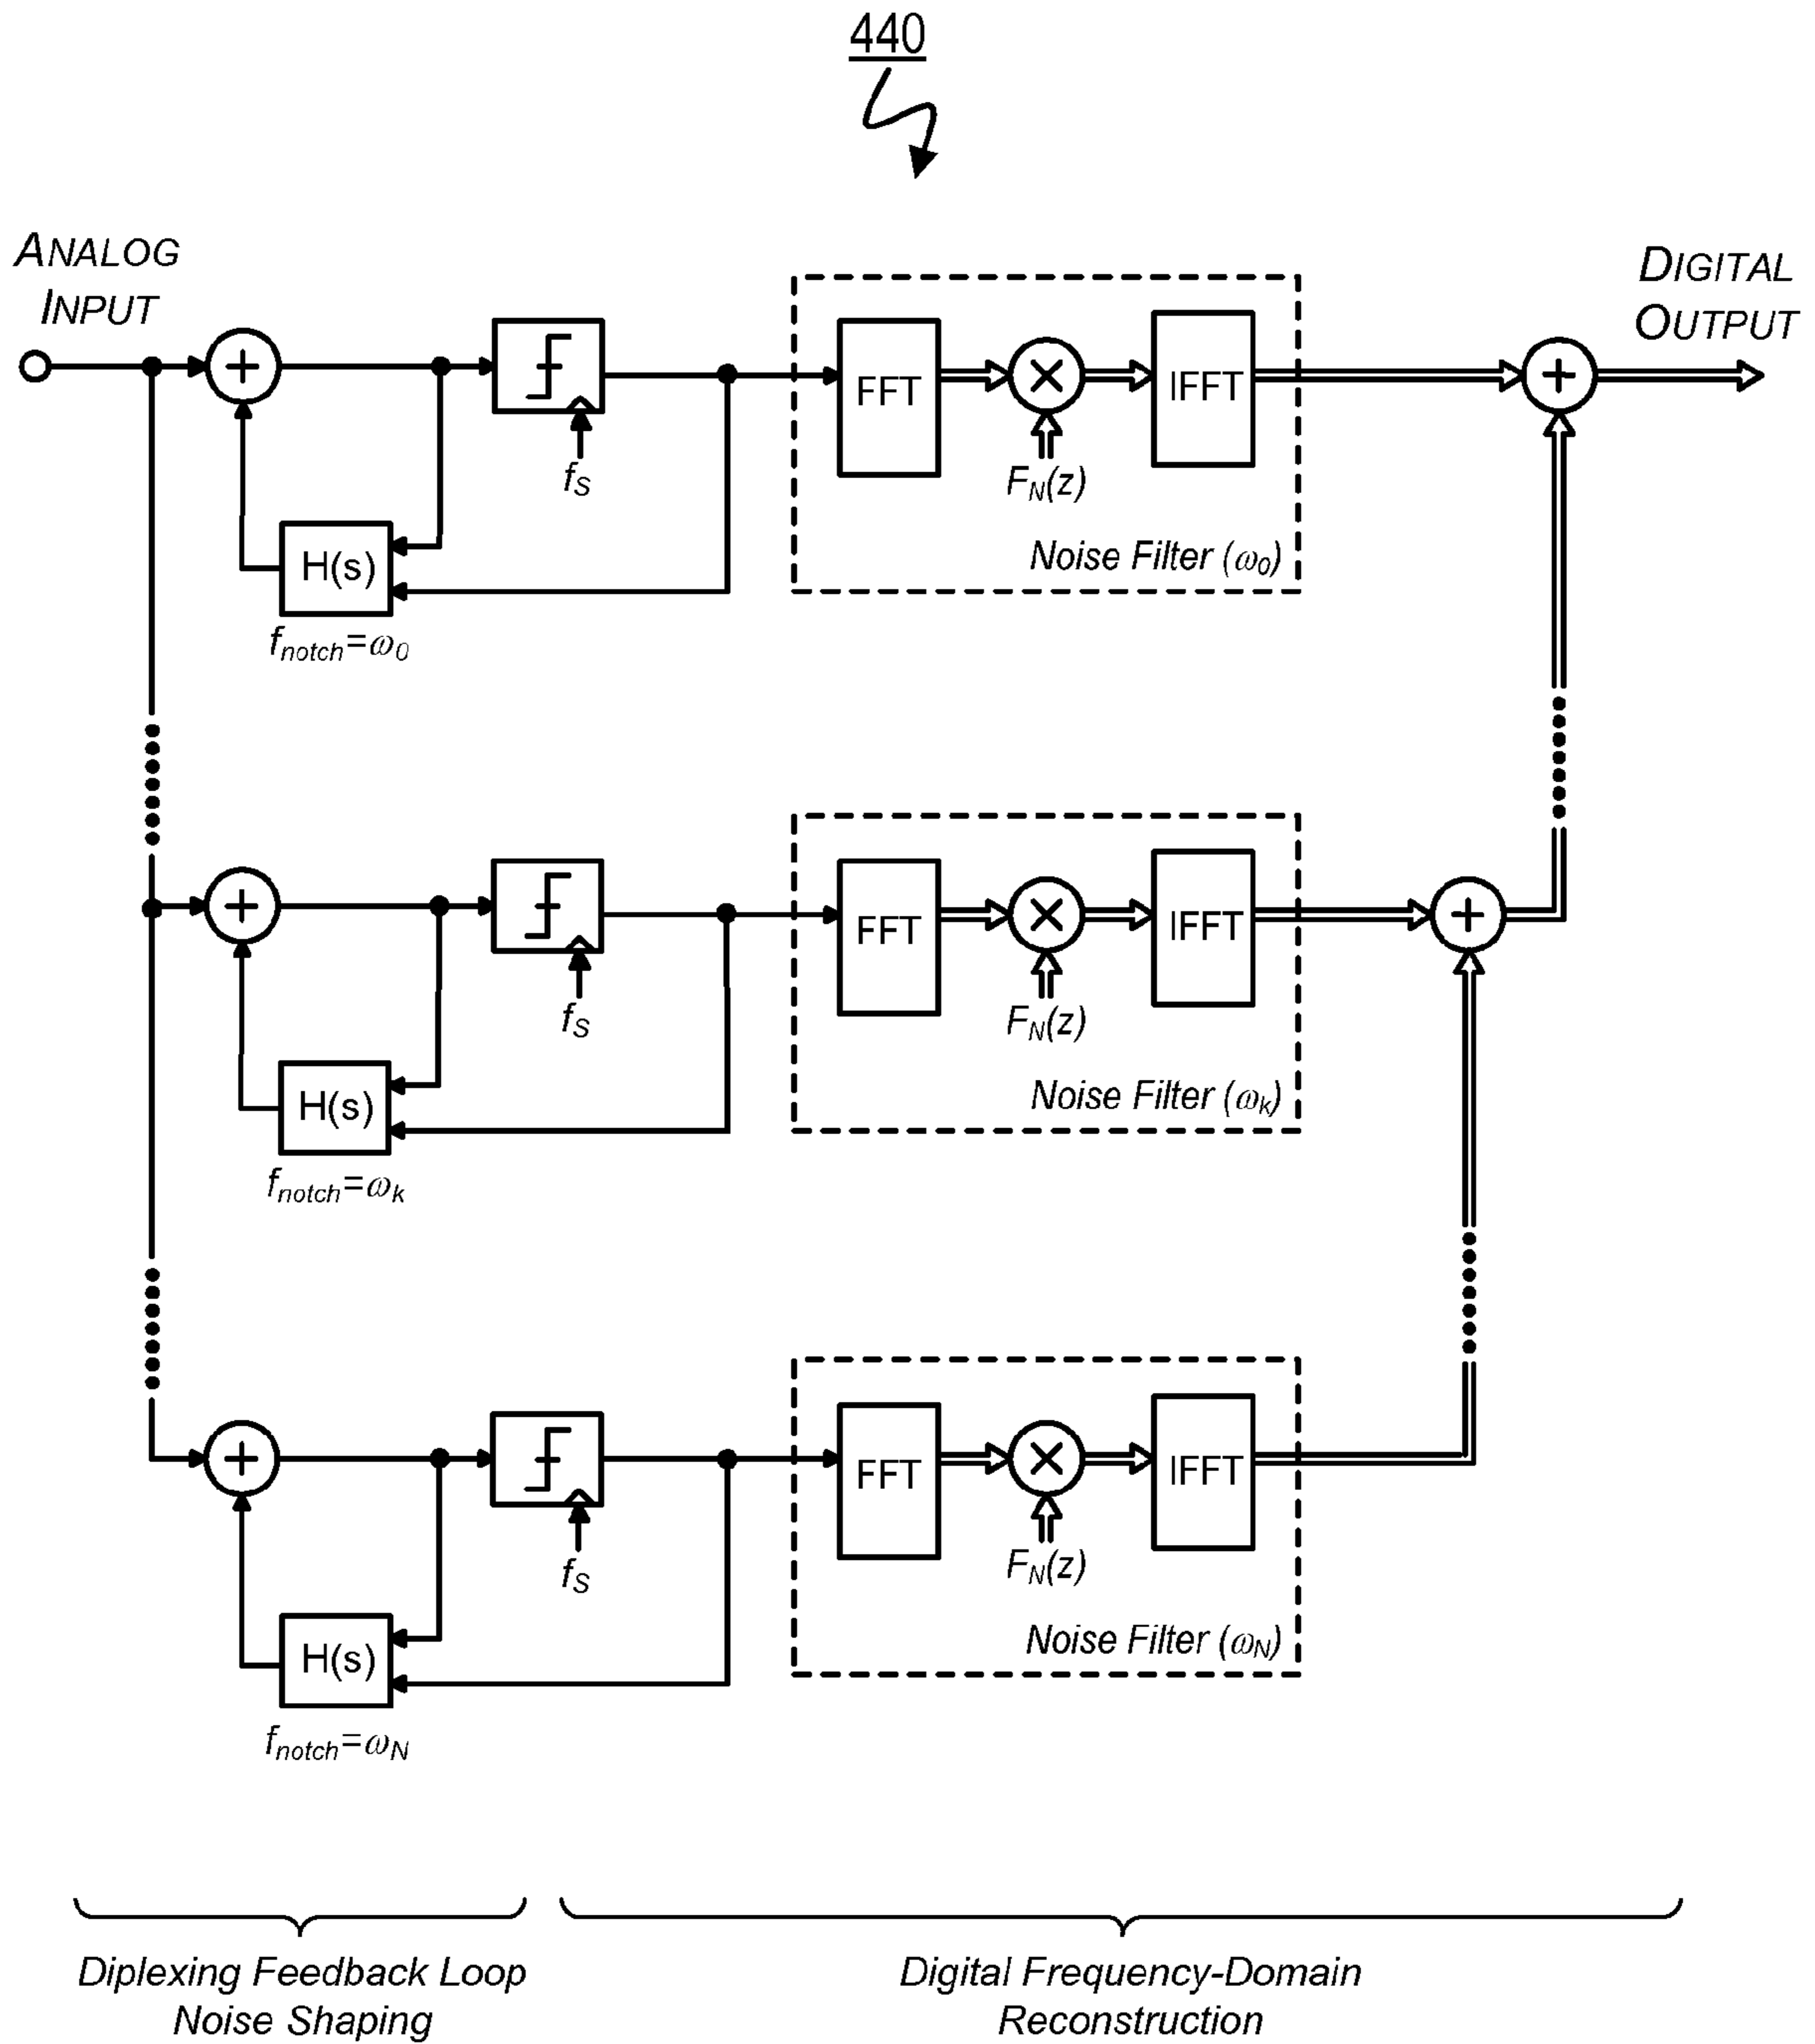 440
ANALOG
INPUT
DIGITAL
OUTPUT
+
FFT
×
IFFT
+
fS
FN(z)
H(s)
Noise Filter (ω0)
fnotch=ω0
+
FFT
×
IFFT
+
fS
FN(z)
H(s)
Noise Filter (ωk)
fnotch=ωk
+
FFT
×
IFFT
fS
FN(z)
H(s)
Noise Filter (ωN)
fnotch=ωN
Diplexing Feedback Loop
Noise Shaping
Digital Frequency-Domain
Reconstruction